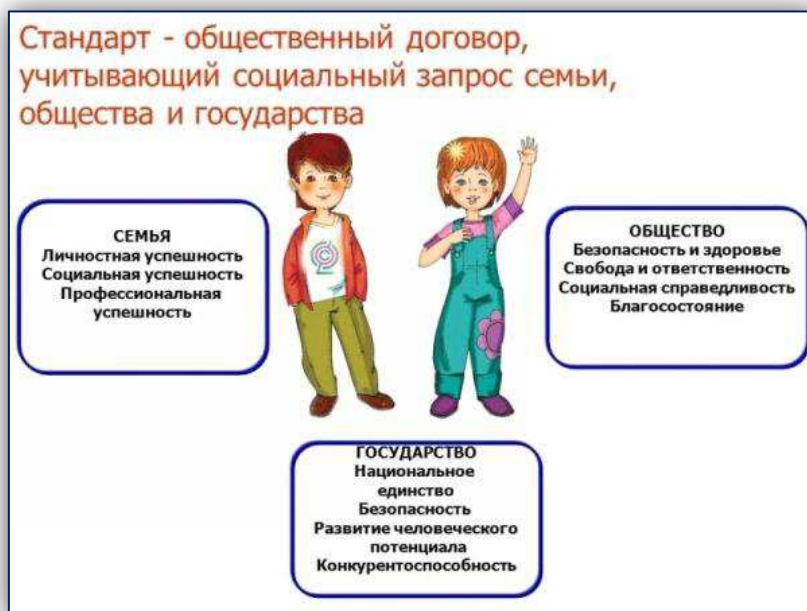 Стандарт - общественный договор,
учитывающий социальный запрос семьи,
общества и государства
СЕМЬЯ
Личностная успешность
Социальная успешность
Профессиональная
успешность
ОБЩЕСТВО
Безопасность и здоровье
Свобода и ответственность
Социальная справедливость
Благосостояние
ГОСУДАРСТВО
Национальное
единство
Безопасность
Развитие человеческого
потенциала
Конкурентоспособность